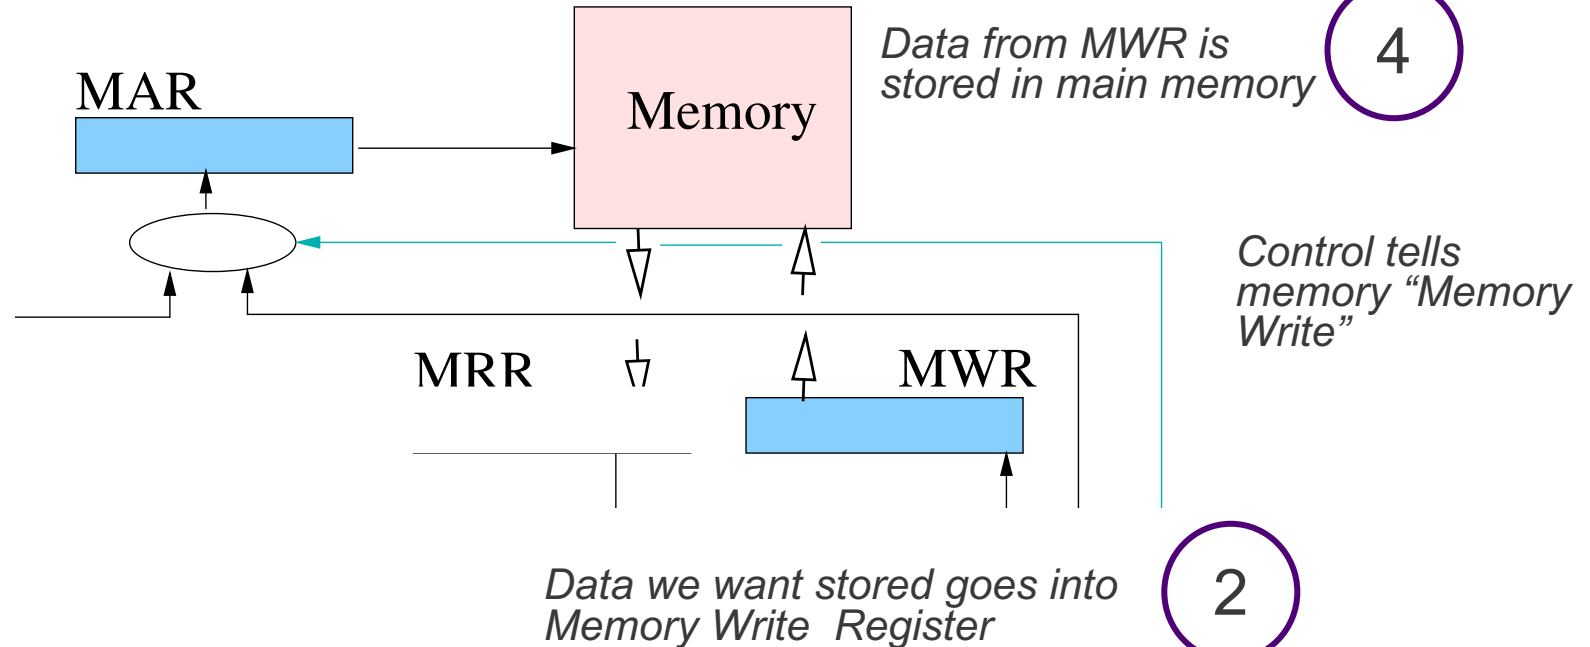 Data from MWR is
stored in main memory
4
MAR
Memory
Control tells
memory “Memory
Write”
MRR
MWR
Data we want stored goes into
Memory Write Register
2